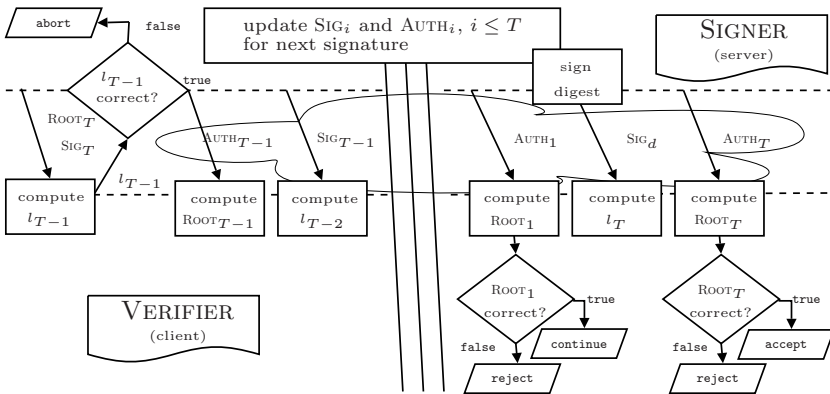 abort
false
update SIG_i and AUTH_i, i ≤ T
for next signature
SIGNER
(server)
l_{T−1}
correct?
true
sign
digest
ROOT_T
SIG_T
l_{T−1}
AUTH_{T−1}
SIG_{T−1}
AUTH_1
SIG_d
AUTH_T
compute
l_{T−1}
compute
ROOT_{T−1}
compute
l_{T−2}
compute
ROOT_1
compute
l_T
compute
ROOT_T
VERIFIER
(client)
ROOT_1
correct?
true
false
continue
reject
ROOT_T
correct?
true
false
accept
reject